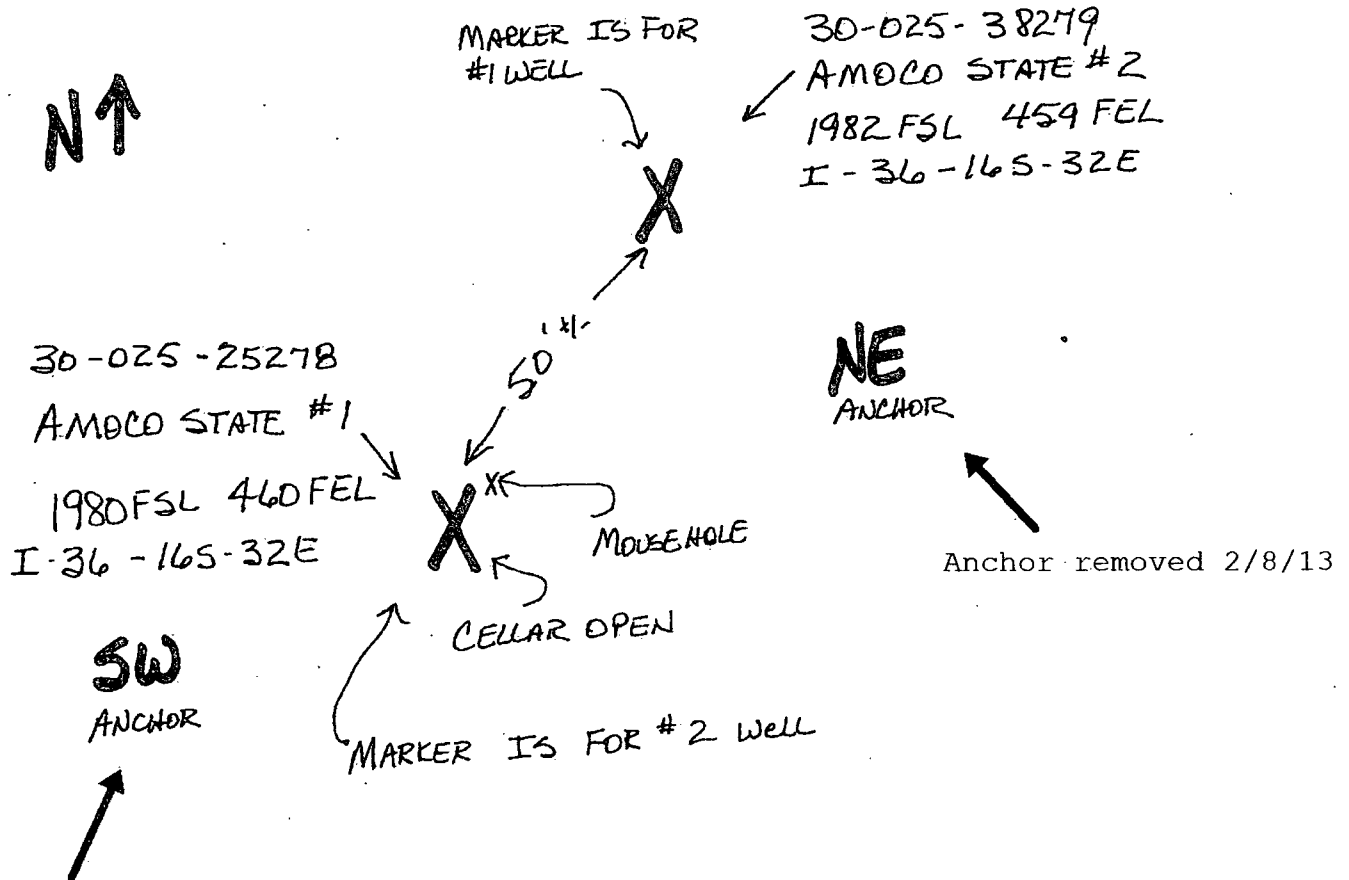 MARKER IS FOR
#1 WELL
30-025-38279
AMOCO STATE #2
1982 FSL 459 FEL
I-36-16S-32E
N
X
50' +/-
30-025-25278
AMOCO STATE #1
1980 FSL 460 FEL
I-36-16S-32E
X
X
MOUSEHOLE
CELLAR OPEN
NE
ANCHOR
Anchor removed 2/8/13
SW
ANCHOR
MARKER IS FOR #2 WELL